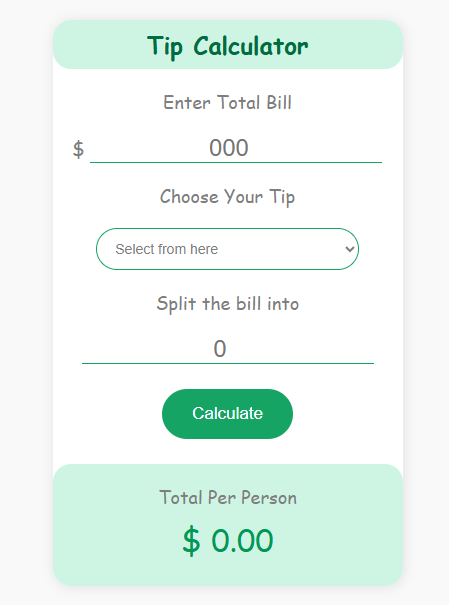 Tip Calculator
Enter Total Bill
$ 000
Choose Your Tip
Select from here
Split the bill into
0
Calculate
Total Per Person
$ 0.00